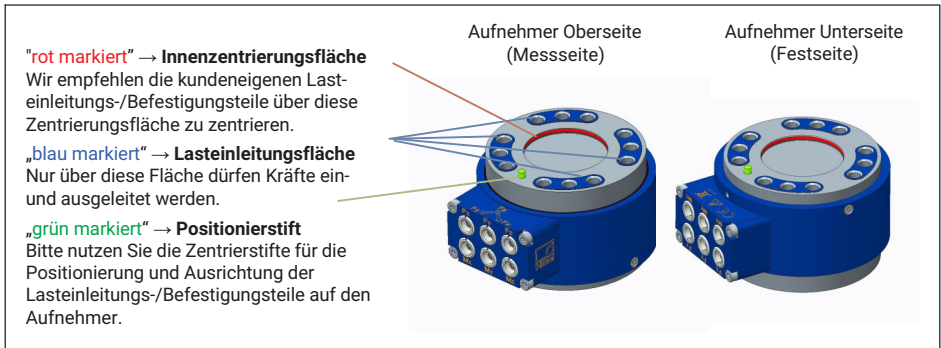 "rot markiert" → Innenzentrierungsfläche
Wir empfehlen die kundeneigenen Last-
einleitungs-/Befestigungsteile über diese
Zentrierungsfläche zu zentrieren.
„blau markiert“ → Lasteinleitungsfläche
Nur über diese Fläche dürfen Kräfte ein-
und ausgeleitet werden.
„grün markiert“ → Positionierstift
Bitte nutzen Sie die Zentrierstifte für die
Positionierung und Ausrichtung der
Lasteinleitungs-/Befestigungsteile auf den
Aufnehmer.
Aufnehmer Oberseite
(Messseite)
Aufnehmer Unterseite
(Festseite)